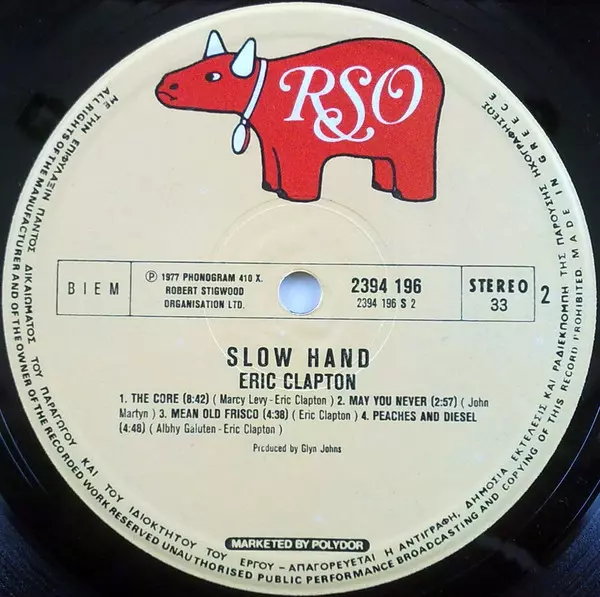 RSO
BIEM
℗ 1977 PHONOGRAM 410 X.
ROBERT STIGWOOD
ORGANISATION LTD.
2394 196
2394 196 S 2
STEREO
33
2
SLOW HAND
ERIC CLAPTON
1. THE CORE (8:42) ( Marcy Levy - Eric Clapton ) 2. MAY YOU NEVER (2:57) ( John
Martyn ) 3. MEAN OLD FRISCO (4:38) ( Eric Clapton ) 4. PEACHES AND DIESEL
(4:48) ( Albhy Galuten - Eric Clapton )
Produced by Glyn Johns
MARKETED BY POLYDOR
ΜΕ ΤΗΝ ΕΠΙΦΥΛΑΞΙΝ ΠΑΝΤΟΣ ΔΙΚΑΙΩΜΑΤΟΣ ΤΟΥ ΠΑΡΑΓΩΓΟΥ ΚΑΙ ΤΟΥ ΙΔΙΟΚΤΗΤΟΥ ΤΟΥ ΕΡΓΟΥ - ΑΠΑΓΟΡΕΥΕΤΑΙ Η ΑΝΤΙΓΡΑΦΗ, ΔΗΜΟΣΙΑ ΕΚΤΕΛΕΣΙΣ ΚΑΙ ΡΑΔΙΕΚΠΟΜΠΗ ΤΗΣ ΠΑΡΟΥΣΗΣ ΗΧΟΓΡΑΦΗΣΕΩΣ
ALL RIGHTS OF THE MANUFACTURER AND OF THE OWNER OF THE RECORDED WORK RESERVED UNAUTHORISED PUBLIC PERFORMANCE BROADCASTING AND COPYING OF THIS RECORD PROHIBITED. MADE IN GREECE